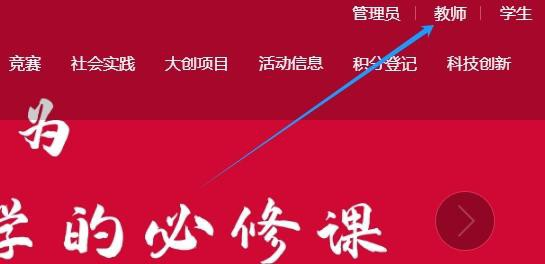 管理员 | 教师 | 学生
竞赛 社会实践 大创项目 活动信息 积分登记 科技创新
为
学的必修课